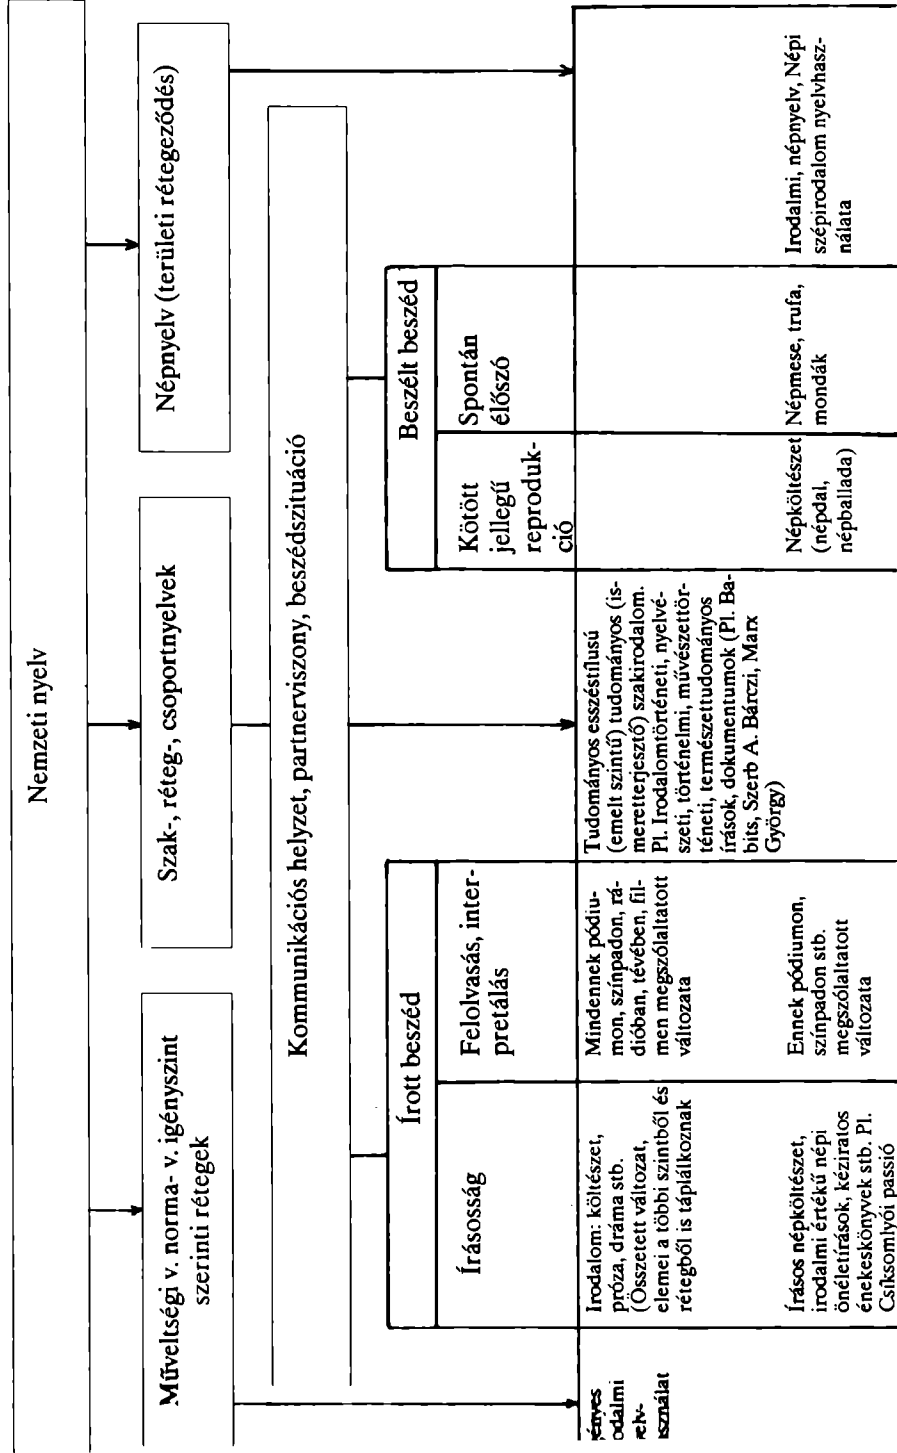 Nemzeti nyelv
Műveltségi v. norma- v. igényszint
szerinti rétegek
Szak-, réteg-, csoportnyelvek
Népnyelv (területi rétegeződés)
Kommunikációs helyzet, partnerviszony, beszédszituáció
Írott beszéd
Beszélt beszéd
Írásosság
Felolvasás, inter-
pretálás
Kötött
jellegű
reproduk-
ció
Spontán
élőszó
ényes
odalmi
elv-
sználat
Irodalom: költészet,
próza, dráma stb.
(Összetett változat,
elemei a többi szintből és
rétegből is táplálkoznak
Mindennek pódiu-
mon, színpadon, rá-
dióban, tévében, fil-
men megszólaltatott
változata
Tudományos esszéstílusú
(emelt szintű) tudományos (is-
meretterjesztő) szakirodalom.
Pl. Irodalomtörténeti, nyelvé-
szeti, történelmi, művészettör-
téneti, természettudományos
írások, dokumentumok (Pl. Ba-
bits, Szerb A. Bárczi, Marx
György)
Írásos népköltészet,
irodalmi értékű népi
önéletírások, kéziratos
énekeskönyvek stb. Pl.
Csíksomlyói passió
Ennek pódiumon,
színpadon stb.
megszólaltatott
változata
Népköltészet
(népdal,
népballada)
Népmese, trufa,
mondák
Irodalmi, népnyelv, Népi
szépirodalom nyelvhasz-
nálata